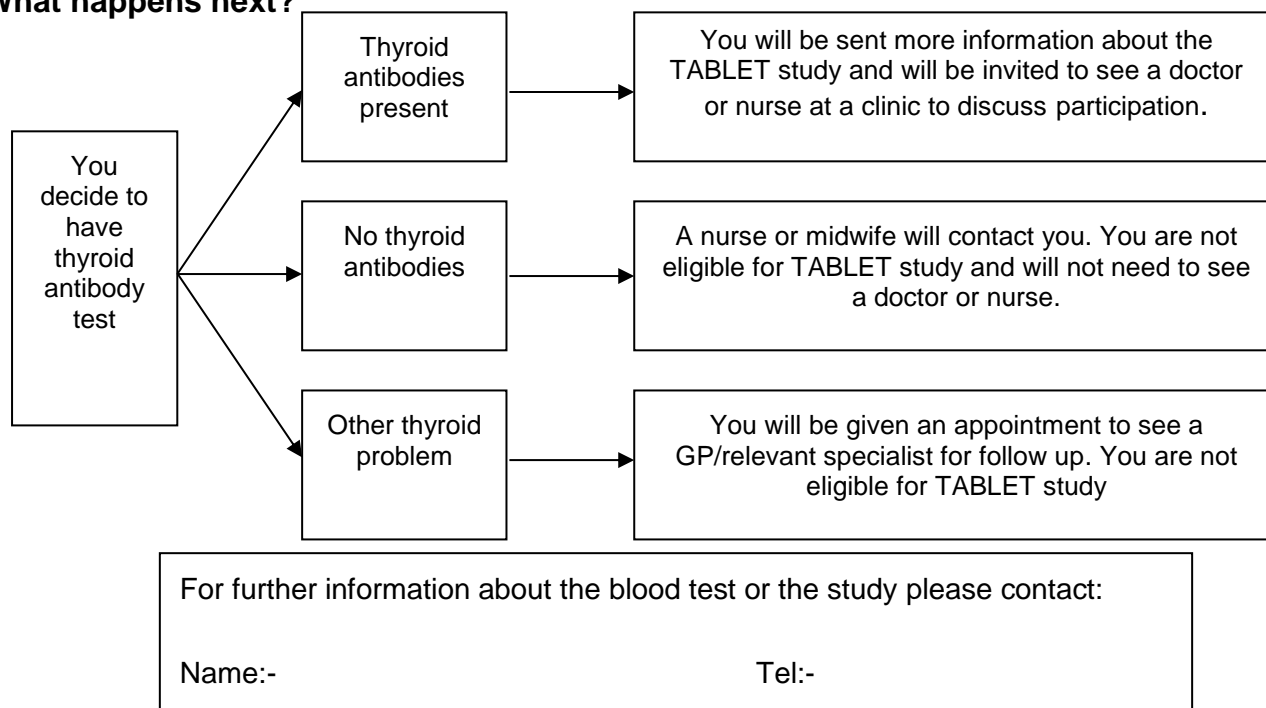 What happens next?
Thyroid
antibodies
present
You will be sent more information about the
TABLET study and will be invited to see a doctor
or nurse at a clinic to discuss participation.
You
decide to
have
thyroid
antibody
test
No thyroid
antibodies
A nurse or midwife will contact you. You are not
eligible for TABLET study and will not need to see
a doctor or nurse.
Other thyroid
problem
You will be given an appointment to see a
GP/relevant specialist for follow up. You are not
eligible for TABLET study
For further information about the blood test or the study please contact:
Name:- Tel:-